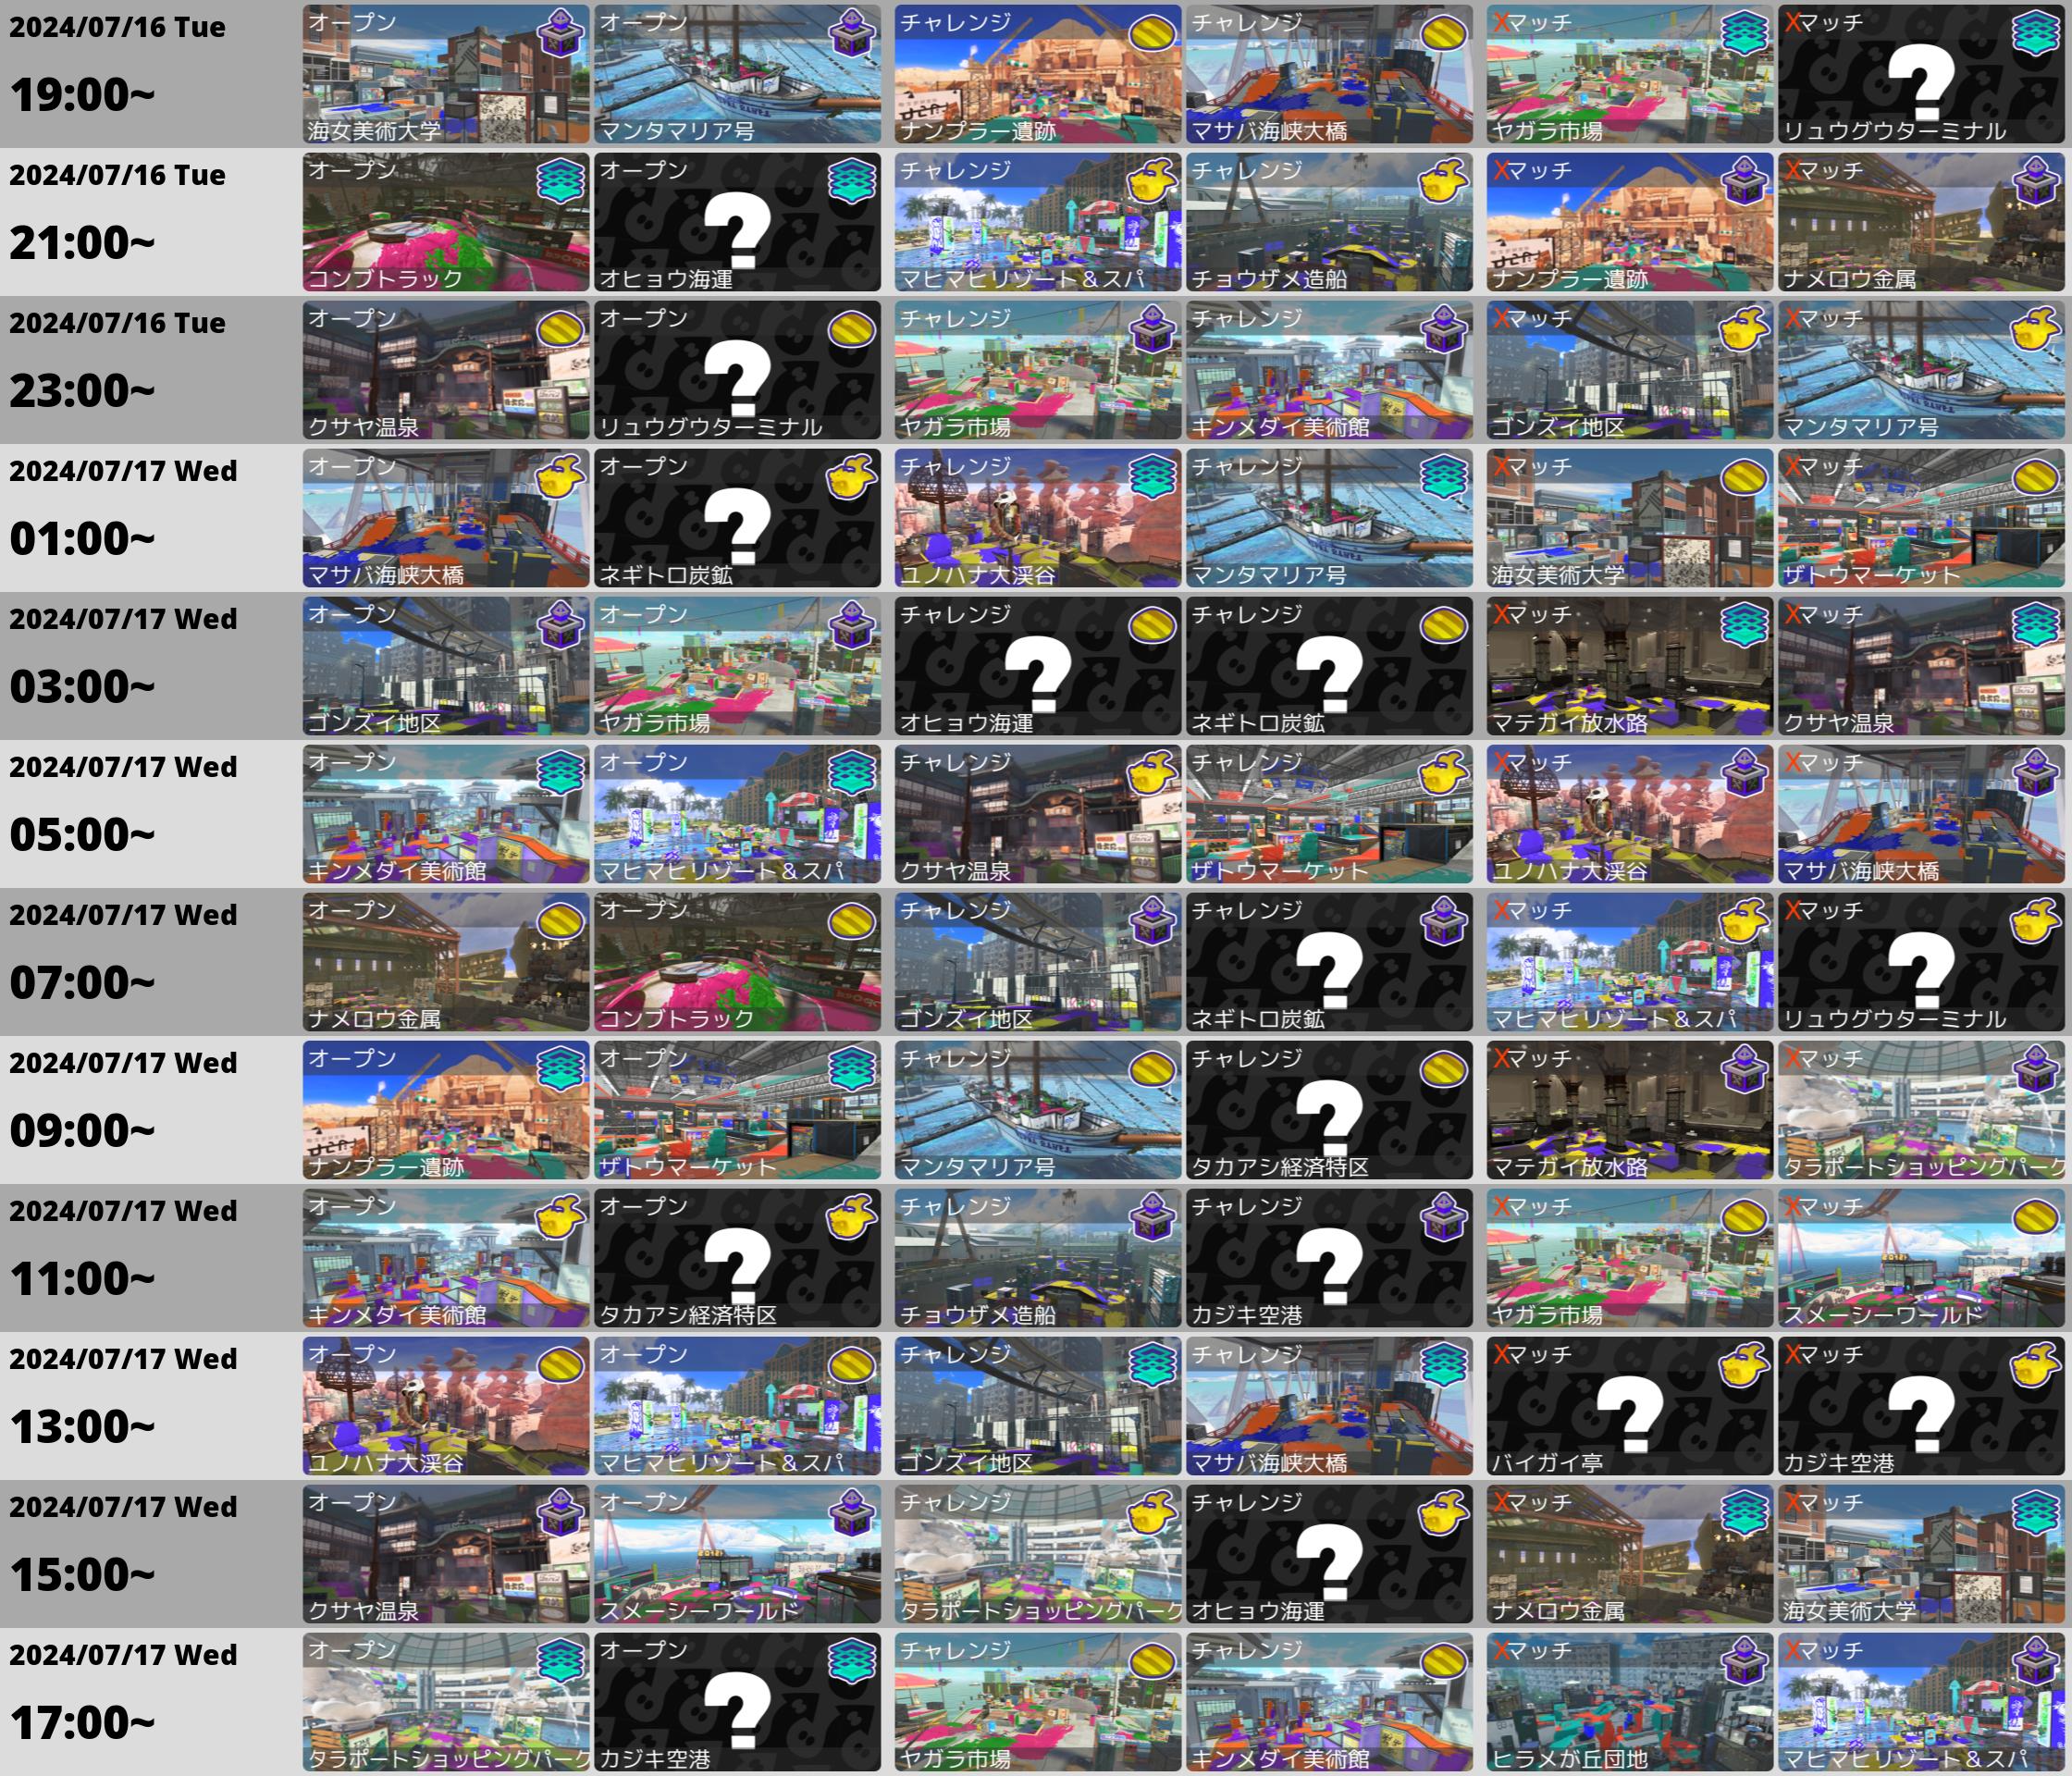 2024/07/16 Tue
19:00~
オープン
海女美術大学
オープン
マンタマリア号
チャレンジ
ナンプラー遺跡
チャレンジ
マサバ海峡大橋
Xマッチ
ヤガラ市場
Xマッチ
?
リュウグウターミナル
2024/07/16 Tue
21:00~
オープン
コンブトラック
オープン
?
オヒョウ海運
チャレンジ
マヒマヒリゾート＆スパ
チャレンジ
チョウザメ造船
Xマッチ
ナンプラー遺跡
Xマッチ
ナメロウ金属
2024/07/16 Tue
23:00~
オープン
クサヤ温泉
オープン
?
リュウグウターミナル
チャレンジ
ヤガラ市場
チャレンジ
キンメダイ美術館
Xマッチ
ゴンズイ地区
Xマッチ
マンタマリア号
2024/07/17 Wed
01:00~
オープン
マサバ海峡大橋
オープン
?
ネギトロ炭鉱
チャレンジ
ユノハナ大渓谷
チャレンジ
マンタマリア号
Xマッチ
海女美術大学
Xマッチ
ザトウマーケット
2024/07/17 Wed
03:00~
オープン
ゴンズイ地区
オープン
ヤガラ市場
チャレンジ
?
オヒョウ海運
チャレンジ
?
ネギトロ炭鉱
Xマッチ
マテガイ放水路
Xマッチ
クサヤ温泉
2024/07/17 Wed
05:00~
オープン
キンメダイ美術館
オープン
マヒマヒリゾート＆スパ
チャレンジ
クサヤ温泉
チャレンジ
ザトウマーケット
Xマッチ
ユノハナ大渓谷
Xマッチ
マサバ海峡大橋
2024/07/17 Wed
07:00~
オープン
ナメロウ金属
オープン
コンブトラック
チャレンジ
ゴンズイ地区
チャレンジ
?
ネギトロ炭鉱
Xマッチ
マヒマヒリゾート＆スパ
Xマッチ
?
リュウグウターミナル
2024/07/17 Wed
09:00~
オープン
ナンプラー遺跡
オープン
ザトウマーケット
チャレンジ
マンタマリア号
チャレンジ
?
タカアシ経済特区
Xマッチ
マテガイ放水路
Xマッチ
タラポートショッピングパーク
2024/07/17 Wed
11:00~
オープン
キンメダイ美術館
オープン
?
タカアシ経済特区
チャレンジ
チョウザメ造船
チャレンジ
?
カジキ空港
Xマッチ
ヤガラ市場
Xマッチ
スメーシーワールド
2024/07/17 Wed
13:00~
オープン
ユノハナ大渓谷
オープン
マヒマヒリゾート＆スパ
チャレンジ
ゴンズイ地区
チャレンジ
マサバ海峡大橋
Xマッチ
?
バイガイ亭
Xマッチ
?
カジキ空港
2024/07/17 Wed
15:00~
オープン
クサヤ温泉
オープン
スメーシーワールド
チャレンジ
タラポートショッピングパーク
チャレンジ
?
オヒョウ海運
Xマッチ
ナメロウ金属
Xマッチ
海女美術大学
2024/07/17 Wed
17:00~
オープン
タラポートショッピングパーク
オープン
?
カジキ空港
チャレンジ
ヤガラ市場
チャレンジ
キンメダイ美術館
Xマッチ
ヒラメが丘団地
Xマッチ
マヒマヒリゾート＆スパ